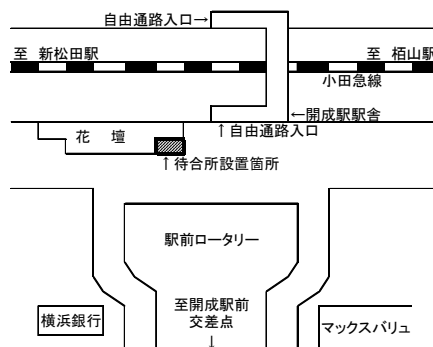 自由通路入口→
至 新松田駅
至 栢山駅
小田急線
←開成駅駅舎
↑自由通路入口
花 壇
↑待合所設置箇所
駅前ロータリー
至開成駅前
交差点
↓
横浜銀行
マックスバリュ